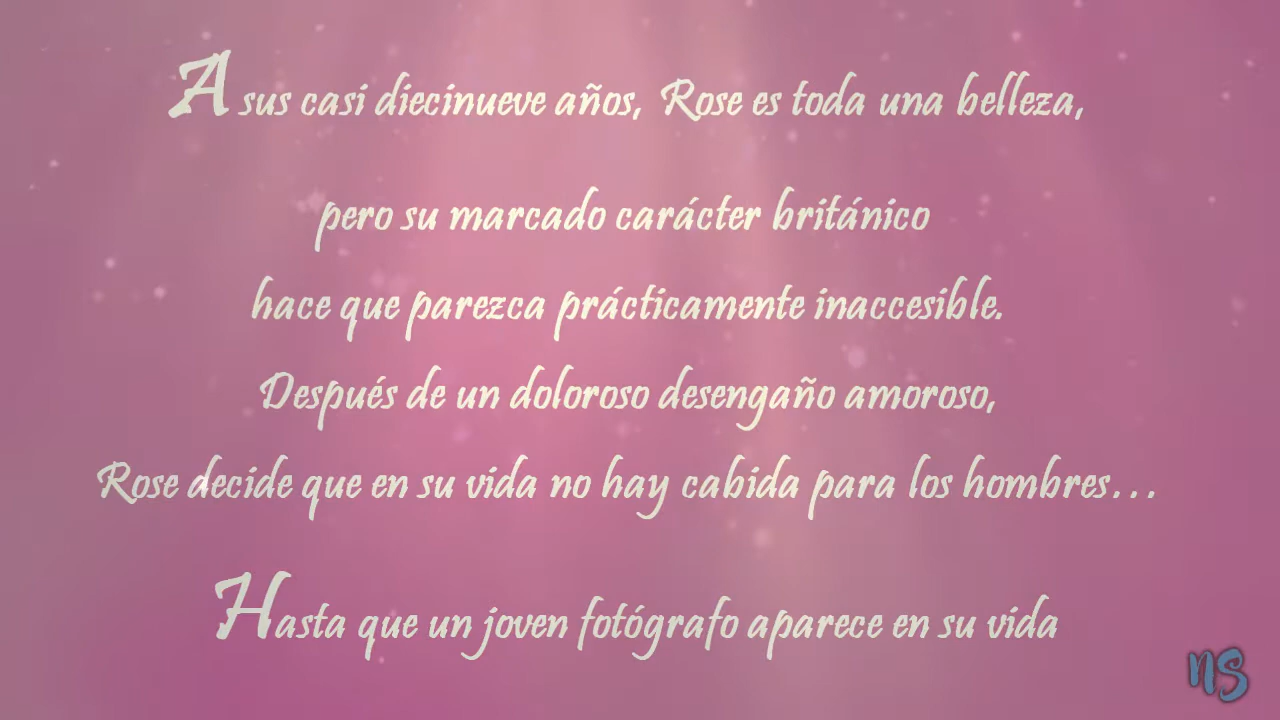 A sus casi diecinueve años, Rose es toda una belleza,
pero su marcado carácter británico
hace que parezca prácticamente inaccesible.
Después de un doloroso desengaño amoroso,
Rose decide que en su vida no hay cabida para los hombres...
Hasta que un joven fotógrafo aparece en su vida
nS